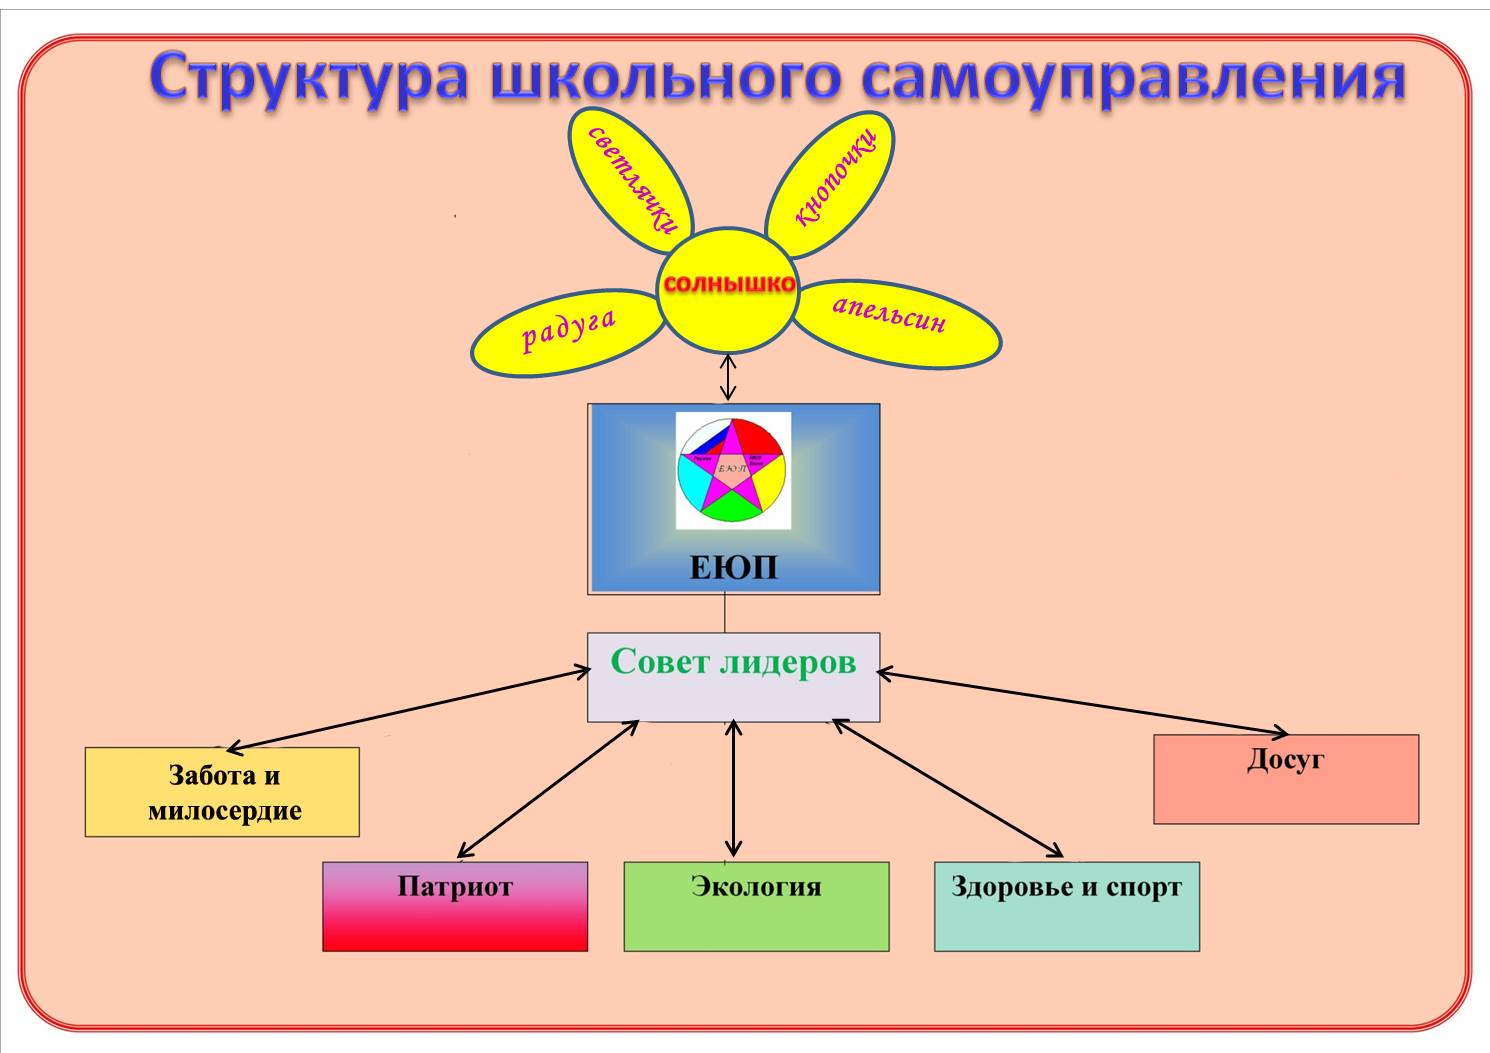 Структура школьного самоуправления
светлячки
кнопочки
солнышко
радуга
апельсин
Е Ю П
ЕЮП
Совет лидеров
Забота и
милосердие
Досуг
Патриот
Экология
Здоровье и спорт